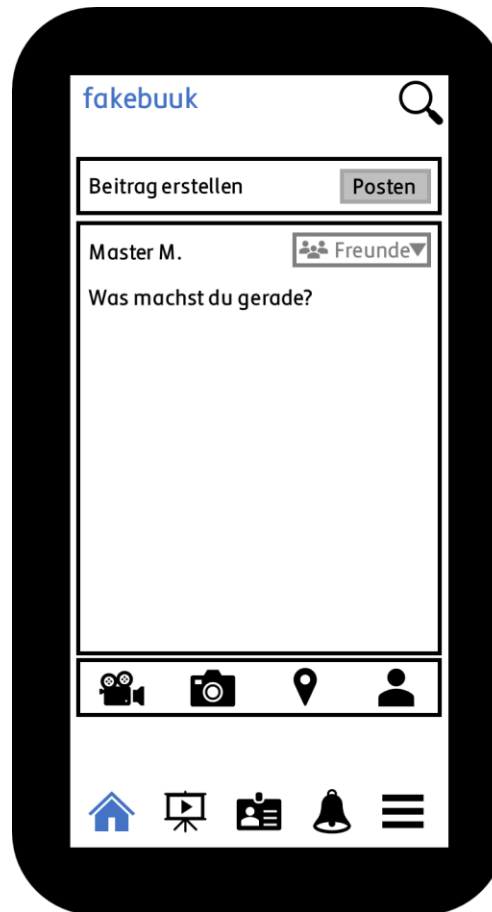 fakebuuk
Beitrag erstellen Posten
Master M. Freunde
Was machst du gerade?